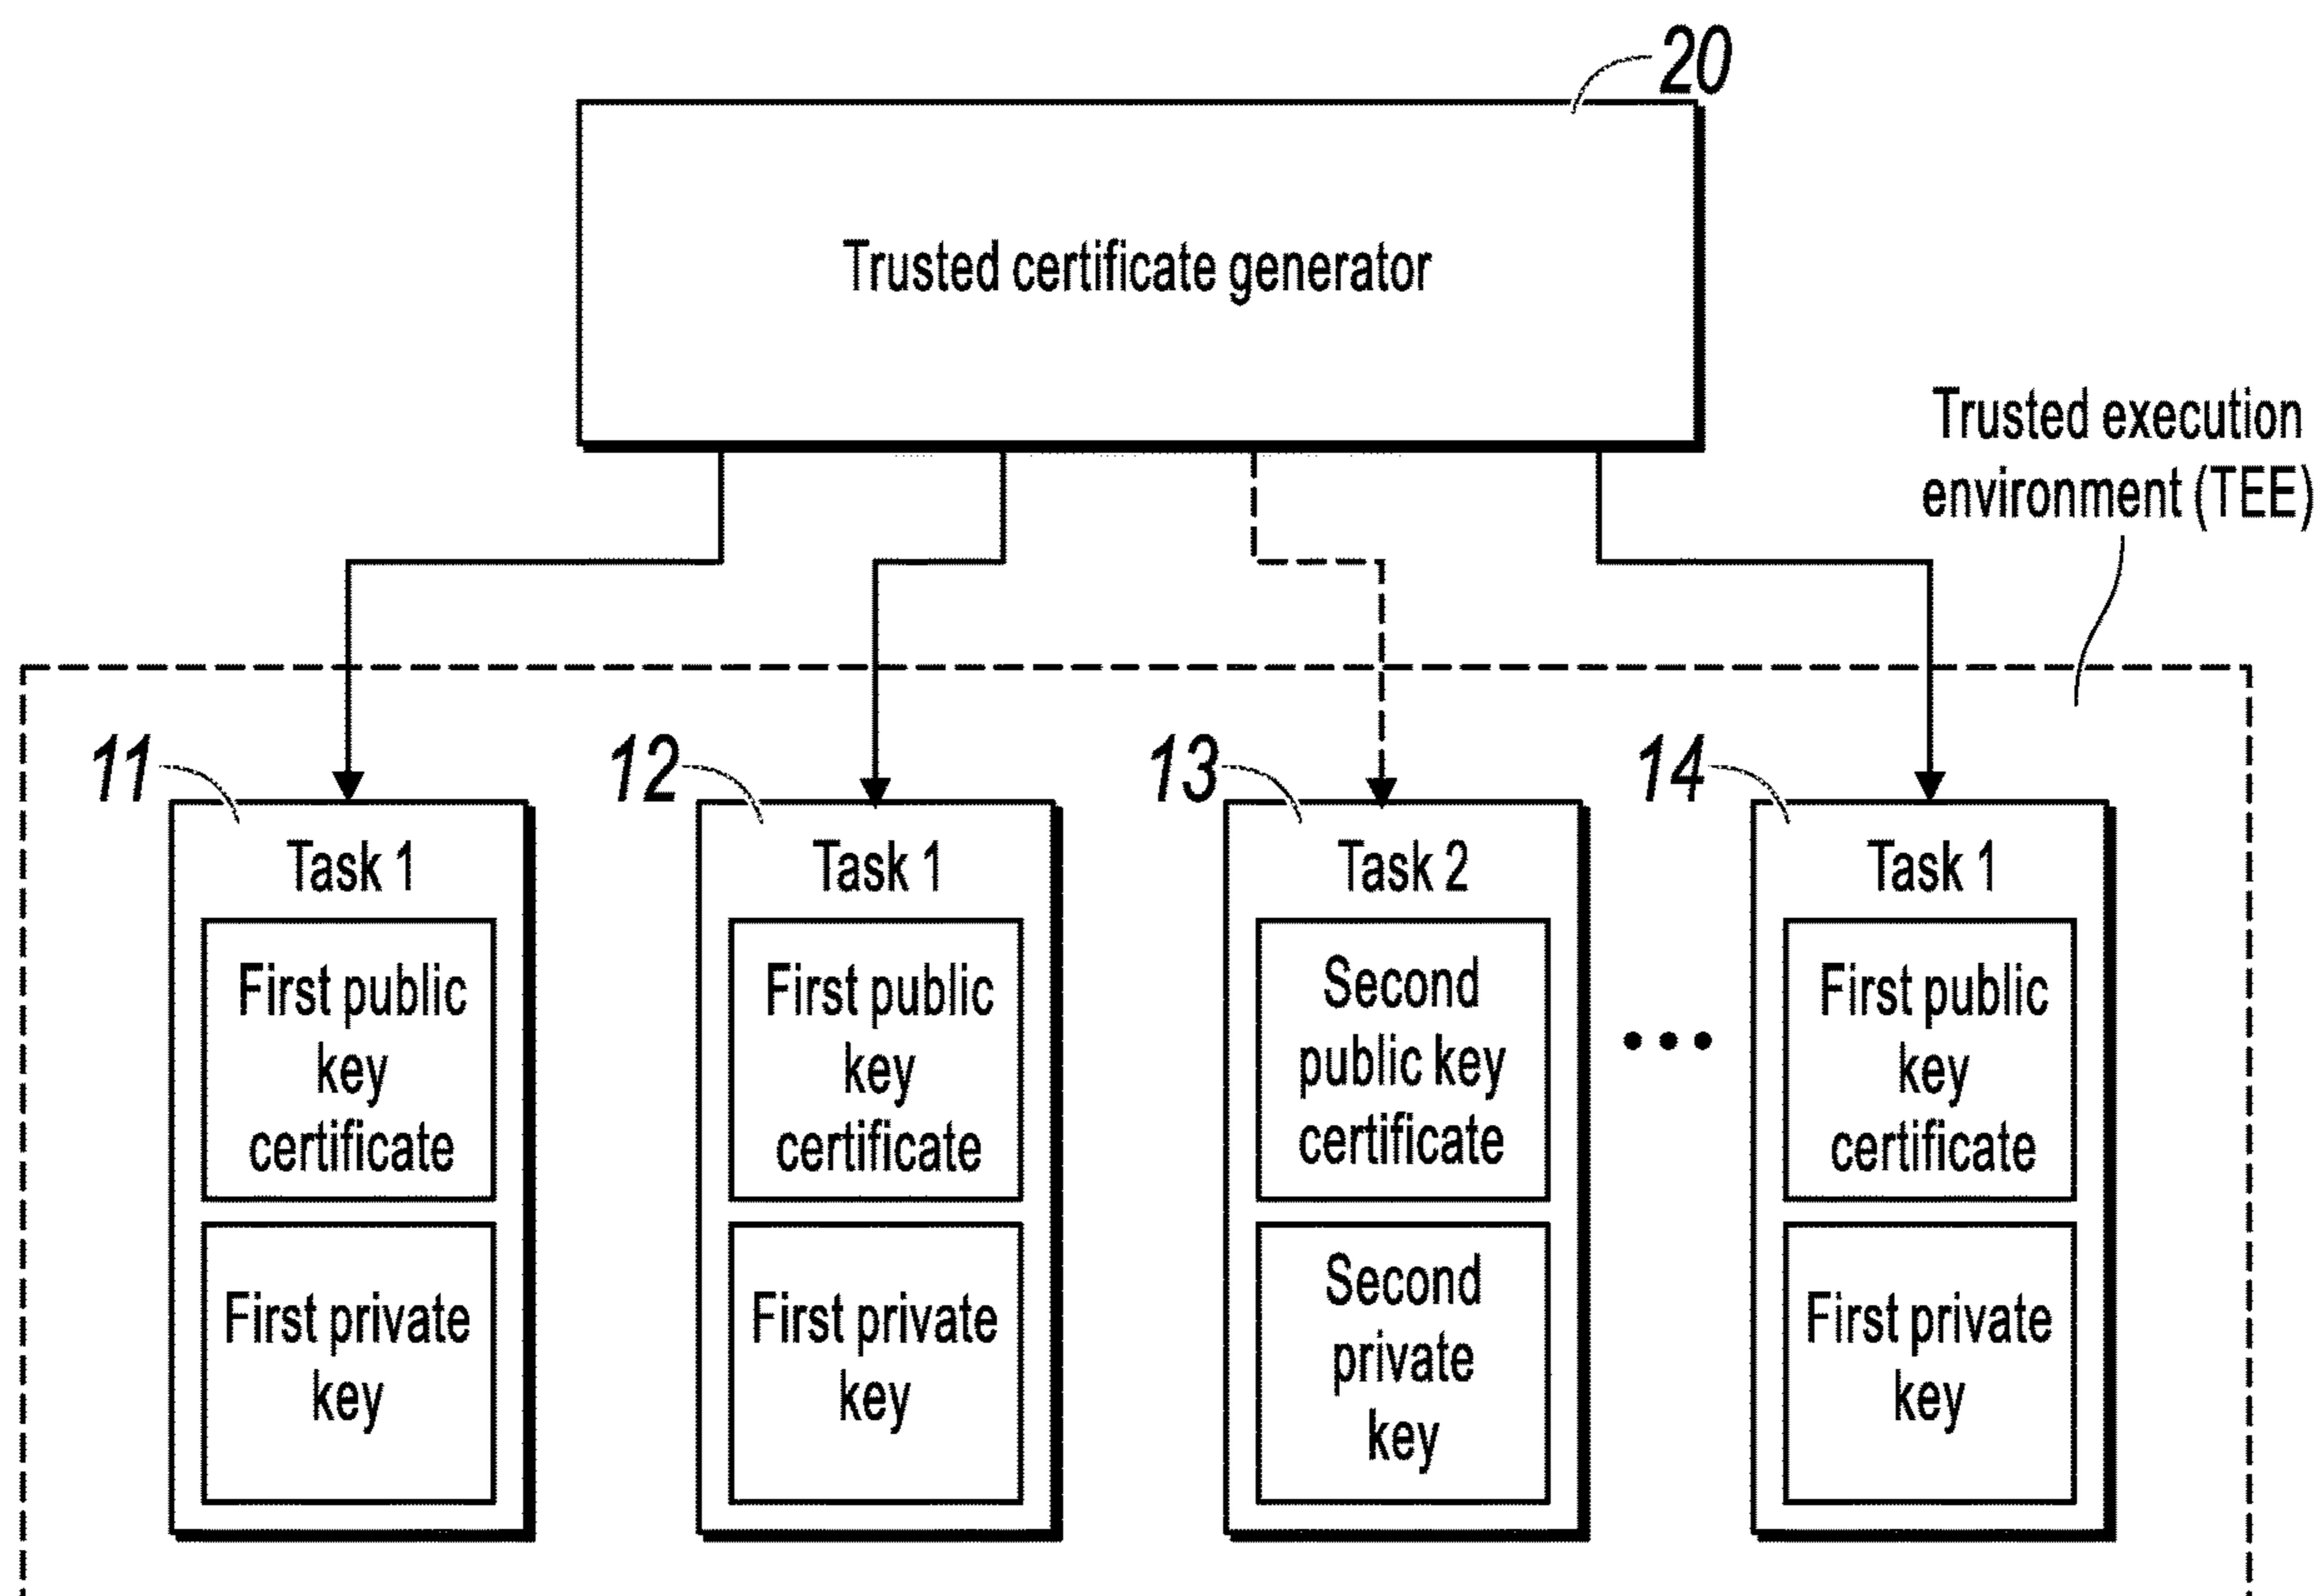 20
Trusted certificate generator
Trusted execution
environment (TEE)
11
Task 1
First public
key
certificate
First private
key
12
Task 1
First public
key
certificate
First private
key
13
Task 2
Second
public key
certificate
Second
private
key
14
Task 1
First public
key
certificate
First private
key